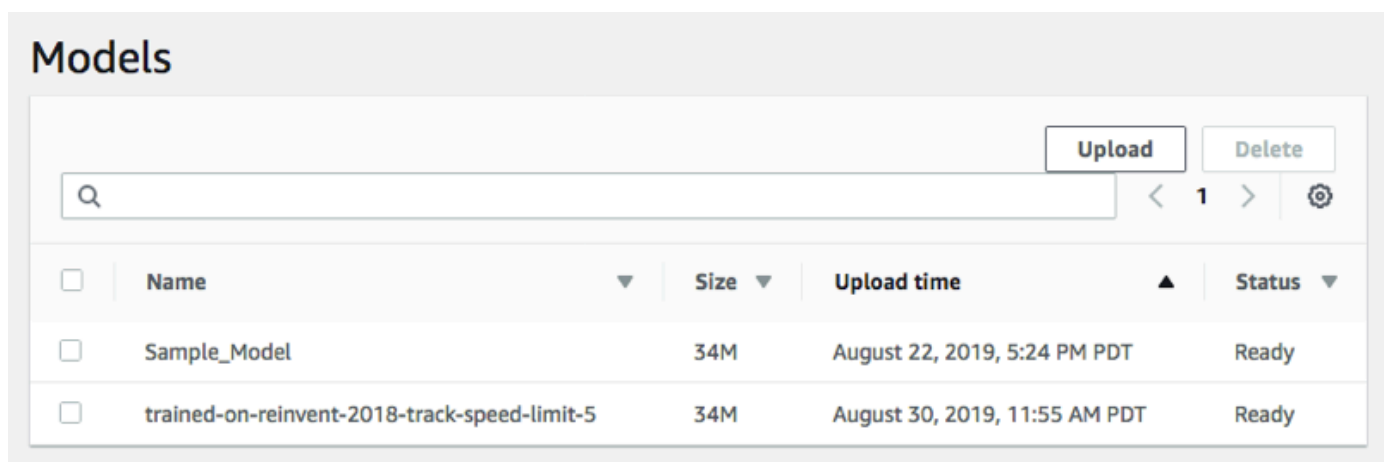 Models
Upload Delete
1
Name Size Upload time Status
Sample_Model 34M August 22, 2019, 5:24 PM PDT Ready
trained-on-reinvent-2018-track-speed-limit-5 34M August 30, 2019, 11:55 AM PDT Ready